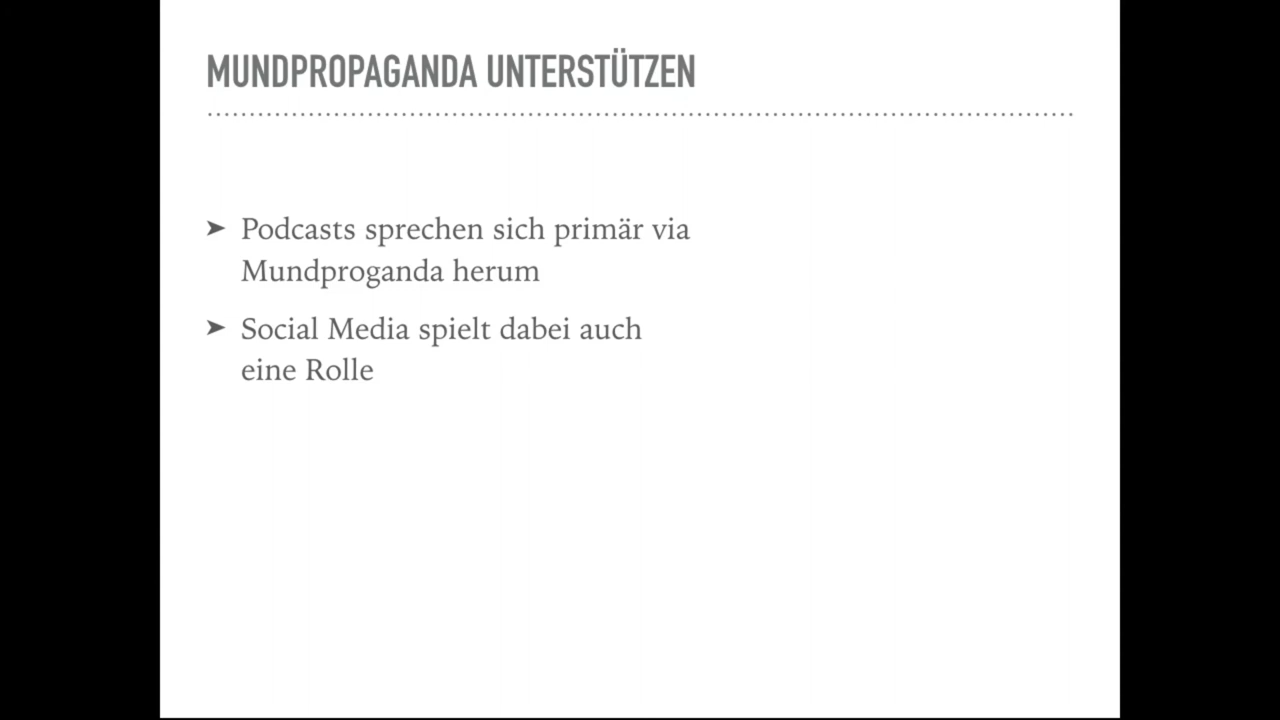 MUNDPROPAGANDA UNTERSTÜTZEN
➤ Podcasts sprechen sich primär via
Mundproganda herum
➤ Social Media spielt dabei auch
eine Rolle